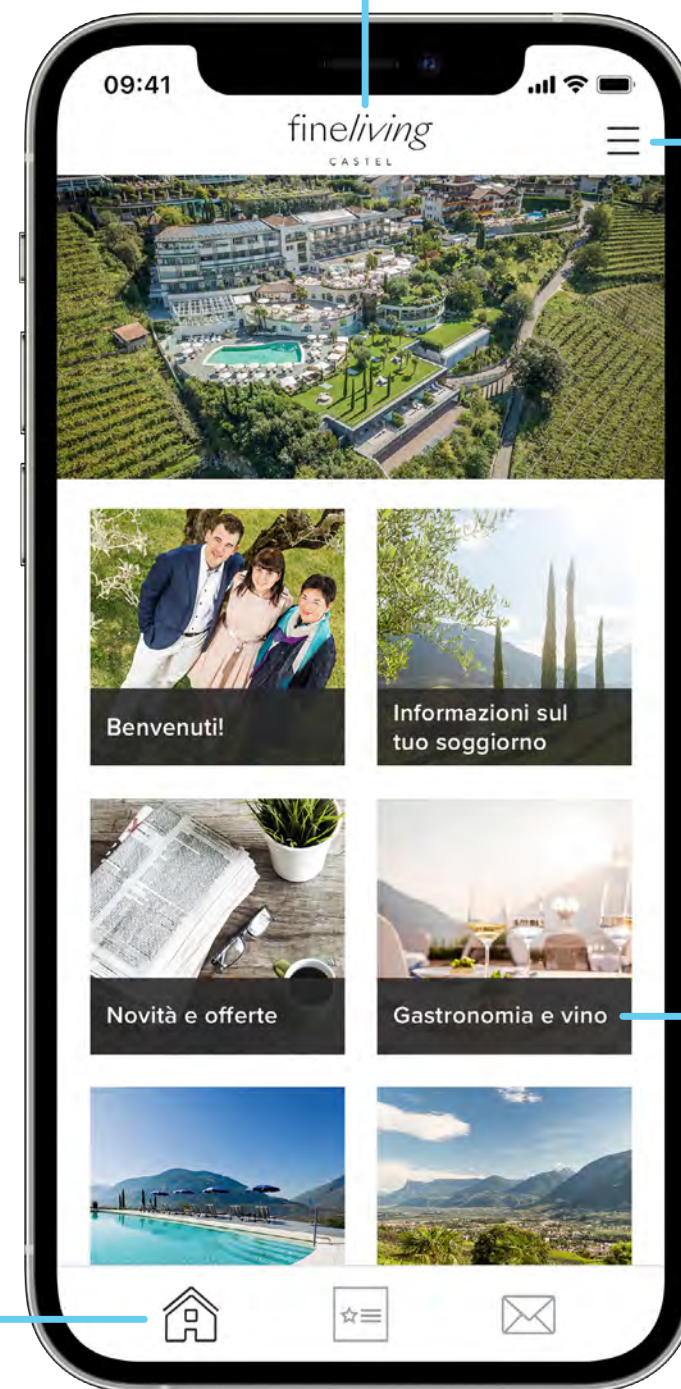 09:41
fineliving
CASTEL
Benvenuti!
Informazioni sul
tuo soggiorno
Novità e offerte
Gastronomia e vino